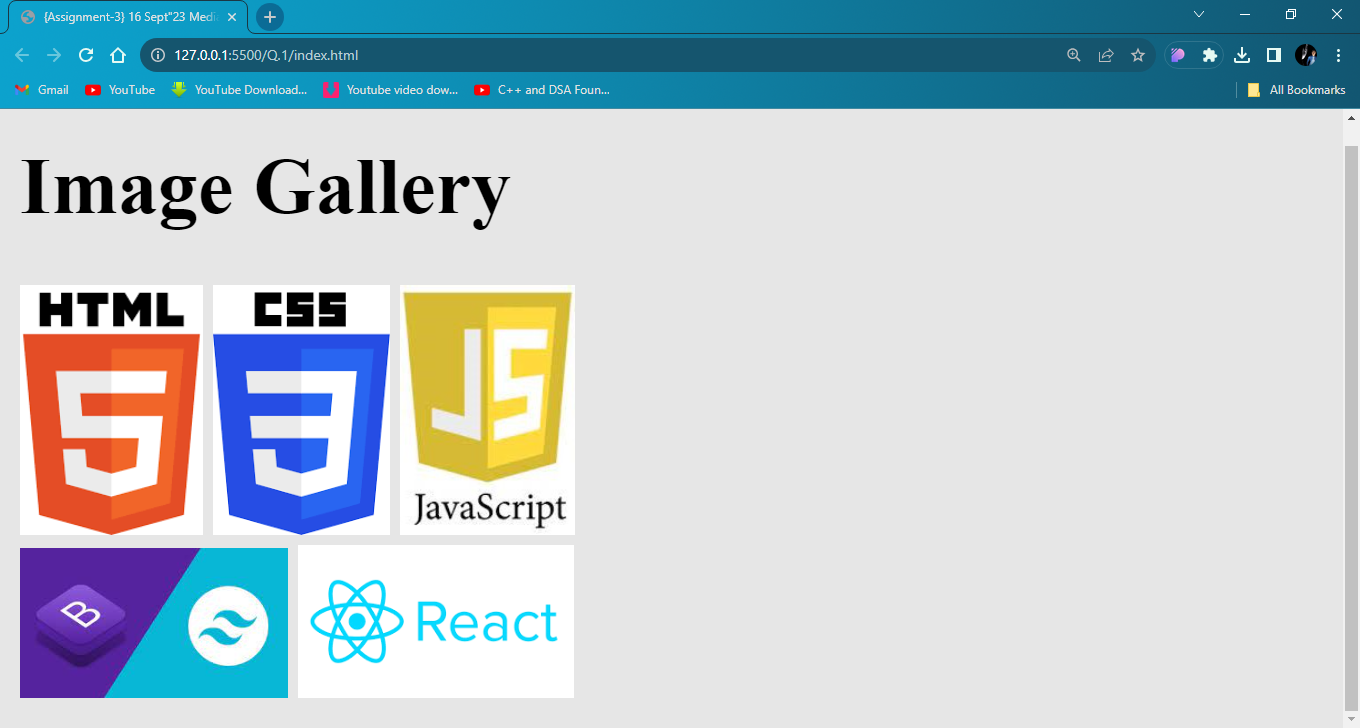 {Assignment-3} 16 Sept"23 Media
127.0.0.1:5500/Q.1/index.html
Gmail
YouTube
YouTube Download...
Youtube video dow...
C++ and DSA Foun...
All Bookmarks
Image Gallery
HTML
5
CSS
3
JS
JavaScript
B
React